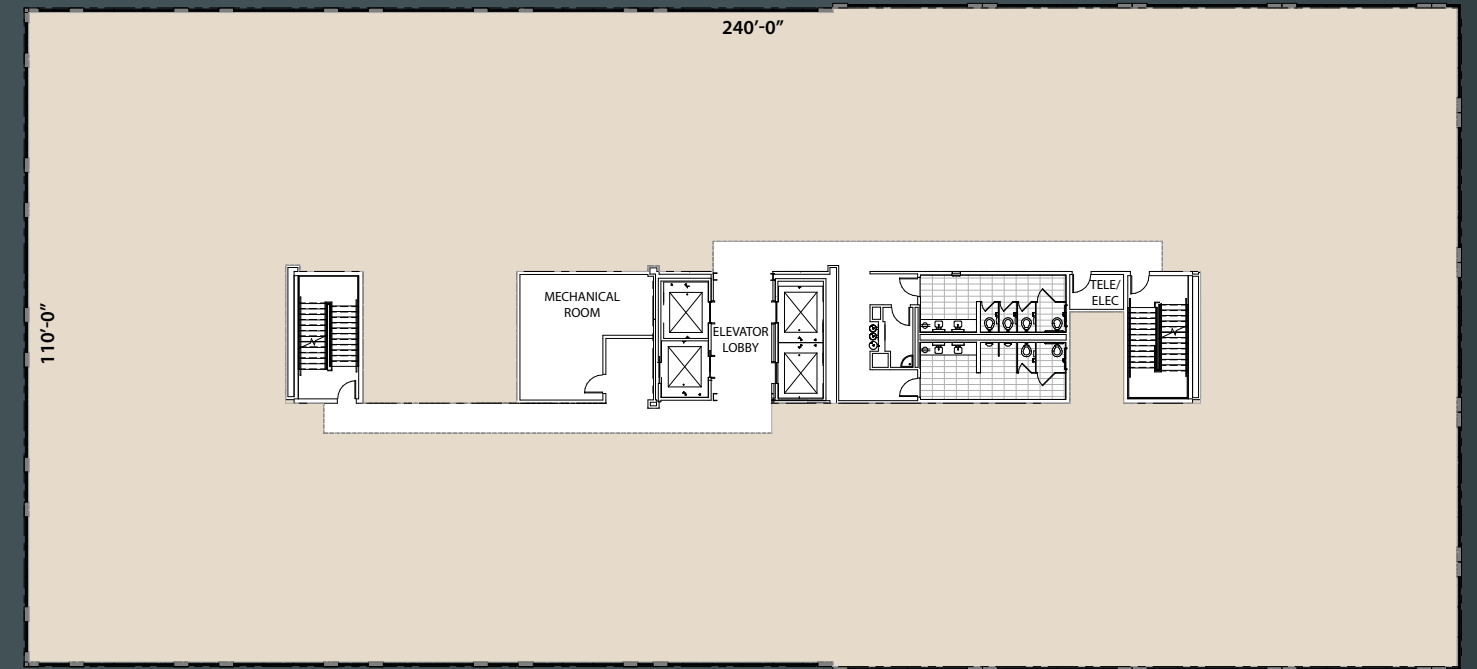 240’-0”
110’-0”
MECHANICAL
ROOM
ELEVATOR
LOBBY
TELE/
ELEC